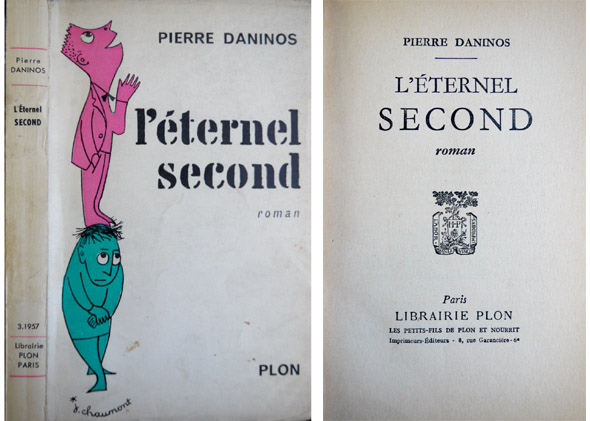 Pierre
DANINOS
L'Éternel
SECOND
3.1957
Librairie
PLON
PARIS
PIERRE DANINOS
l'éternel
second
roman
PLON
j. chaumont
PIERRE DANINOS
L'ÉTERNEL
SECOND
roman
Paris
LIBRAIRIE PLON
LES PETITS-FILS DE PLON ET NOURRIT
Imprimeurs-Éditeurs - 8, rue Garancière-6e